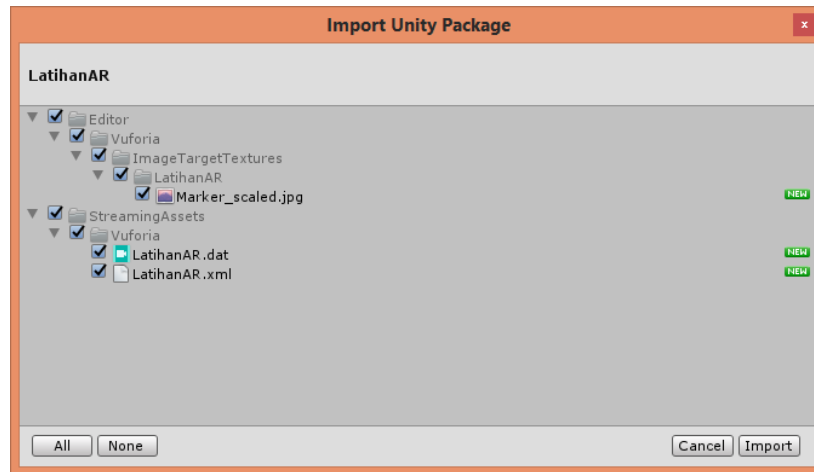 Import Unity Package
x
LatihanAR
Editor
Vuforia
ImageTargetTextures
LatihanAR
Marker_scaled.jpg NEW
StreamingAssets
Vuforia
LatihanAR.dat NEW
LatihanAR.xml NEW
All None Cancel Import